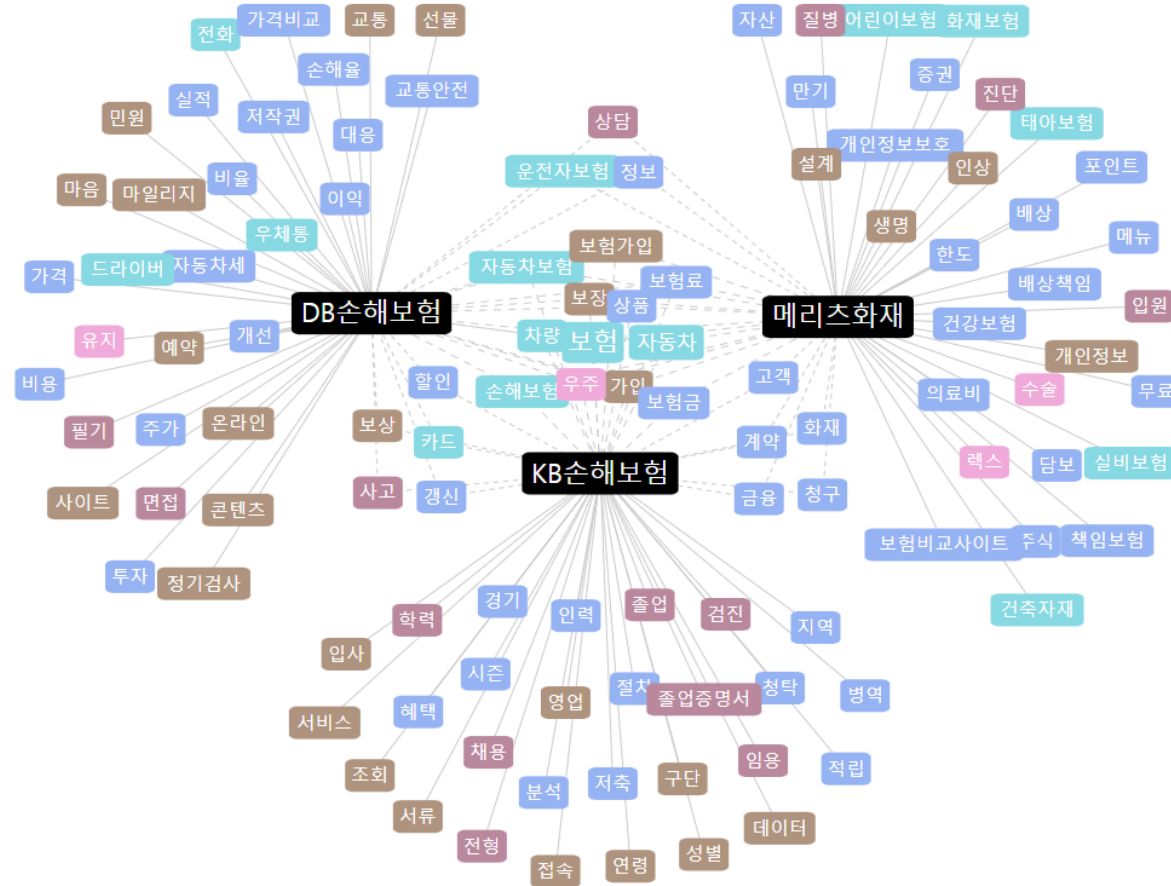 가격비교
교통
선물
전화
손해율
교통안전
실적
저작권
대응
민원
비율
마음
마일리지
이익
우체통
가격
드라이버
자동차세
DB손해보험
유지
예약
개선
비용
필기
주가
온라인
사이트
면접
콘텐츠
투자
정기검사
상담
운전자보험
정보
보험가입
자동차보험
보험료
보장
상품
차량
보험
자동차
우주
가입
손해보험
보험금
할인
고객
보상
카드
계약
화재
KB손해보험
사고
갱신
금융
청구
자산
질병
어린이보험
화재보험
증권
만기
진단
태아보험
개인정보보호
설계
인상
포인트
생명
배상
한도
메뉴
배상책임
메리츠화재
입원
건강보험
개인정보
의료비
수술
무료
렉스
담보
실비보험
보험비교사이트
주식
책임보험
건축자재
경기
인력
졸업
검진
지역
학력
입사
시즌
절차
졸업증명서
청탁
병역
서비스
혜택
영업
채용
임용
조회
분석
저축
구단
적립
서류
전형
데이터
접속
연령
성별